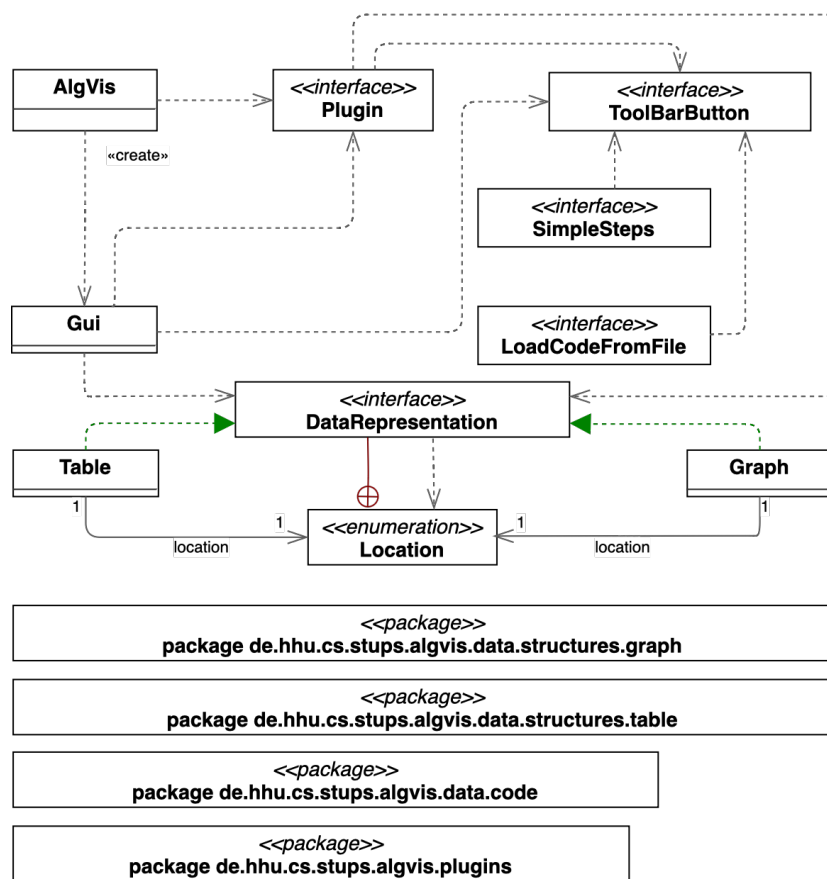 AlgVis
<<interface>>
Plugin
<<interface>>
ToolBarButton
«create»
<<interface>>
SimpleSteps
Gui
<<interface>>
LoadCodeFromFile
<<interface>>
DataRepresentation
Table
Graph
1
1
location
<<enumeration>>
Location
1
1
location
<<package>>
package de.hhu.cs.stups.algvis.data.structures.graph
<<package>>
package de.hhu.cs.stups.algvis.data.structures.table
<<package>>
package de.hhu.cs.stups.algvis.data.code
<<package>>
package de.hhu.cs.stups.algvis.plugins